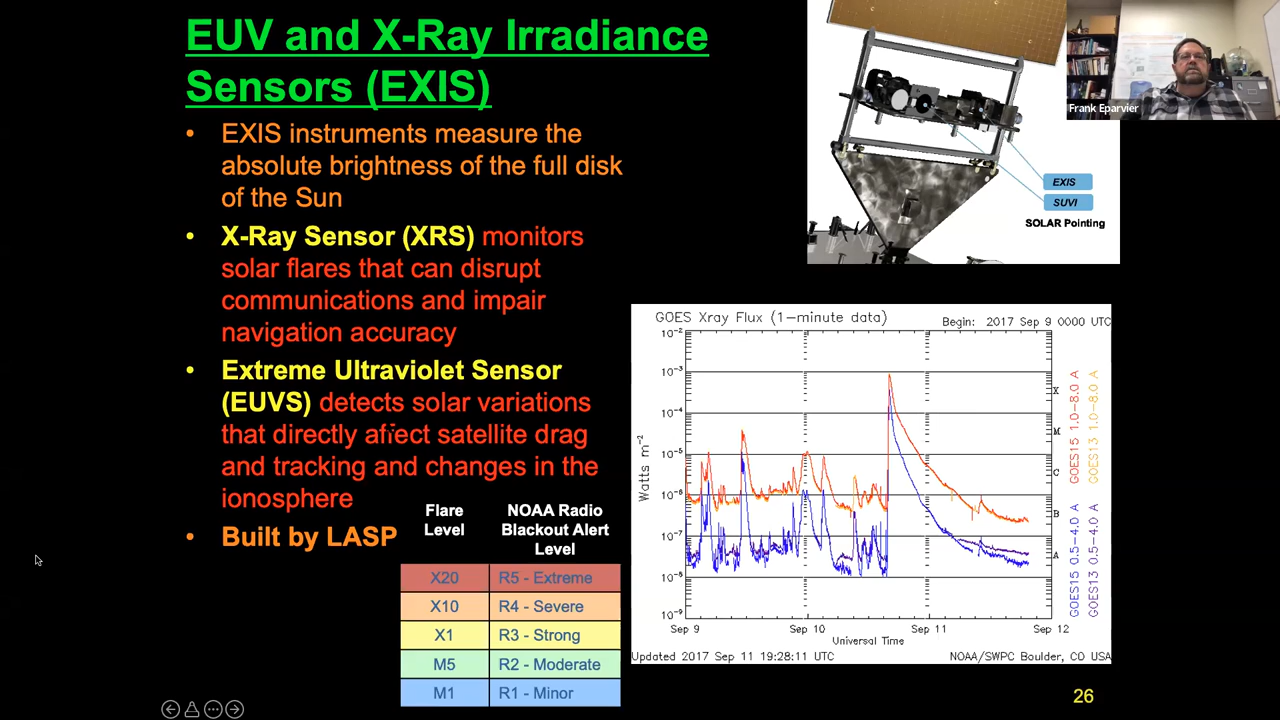 EUV and X-Ray Irradiance
Sensors (EXIS)
• EXIS instruments measure the
absolute brightness of the full disk
of the Sun
• X-Ray Sensor (XRS) monitors
solar flares that can disrupt
communications and impair
navigation accuracy
• Extreme Ultraviolet Sensor
(EUVS) detects solar variations
that directly affect satellite drag
and tracking and changes in the
ionosphere
• Built by LASP
Flare
Level
NOAA Radio
Blackout Alert
Level
X20 R5 - Extreme
X10 R4 - Severe
X1 R3 - Strong
M5 R2 - Moderate
M1 R1 - Minor
EXIS
SUVI
SOLAR Pointing
Frank Eparvier
GOES Xray Flux (1-minute data)
Begin: 2017 Sep 9 0000 UTC
Watts m-2
10-2
10-3
10-4
10-5
10-6
10-7
10-8
10-9
X
M
C
B
A
GOES15 1.0-8.0 A
GOES13 1.0-8.0 A
GOES15 0.5-4.0 A
GOES13 0.5-4.0 A
Sep 9 Sep 10 Sep 11 Sep 12
Universal Time
Updated 2017 Sep 11 19:28:11 UTC
NOAA/SWPC Boulder, CO USA
26